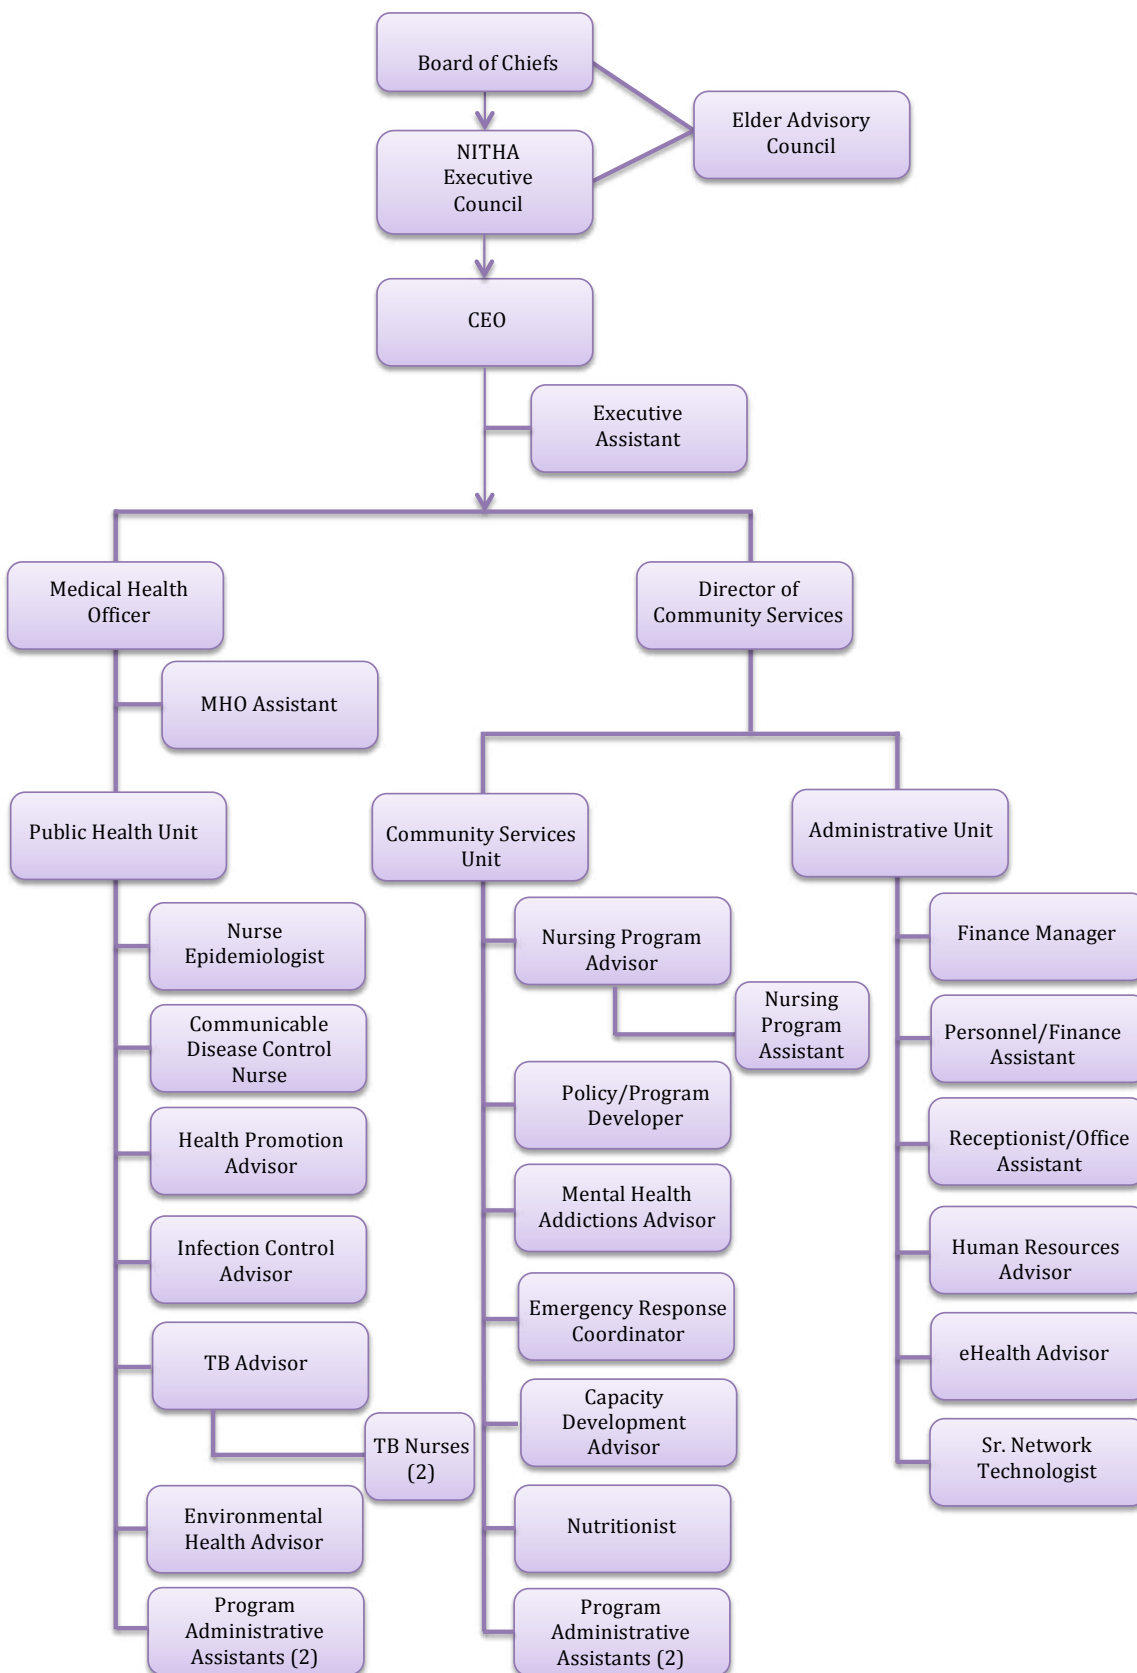 Board of Chiefs
Elder Advisory
Council
NITHA
Executive
Council
CEO
Executive
Assistant
Medical Health
Officer
Director of
Community Services
MHO Assistant
Public Health Unit
Community Services
Unit
Administrative Unit
Nurse
Epidemiologist
Communicable
Disease Control
Nurse
Health Promotion
Advisor
Infection Control
Advisor
TB Advisor
TB Nurses
(2)
Environmental
Health Advisor
Program
Administrative
Assistants (2)
Nursing Program
Advisor
Nursing
Program
Assistant
Policy/Program
Developer
Mental Health
Addictions Advisor
Emergency Response
Coordinator
Capacity
Development
Advisor
Nutritionist
Program
Administrative
Assistants (2)
Finance Manager
Personnel/Finance
Assistant
Receptionist/Office
Assistant
Human Resources
Advisor
eHealth Advisor
Sr. Network
Technologist